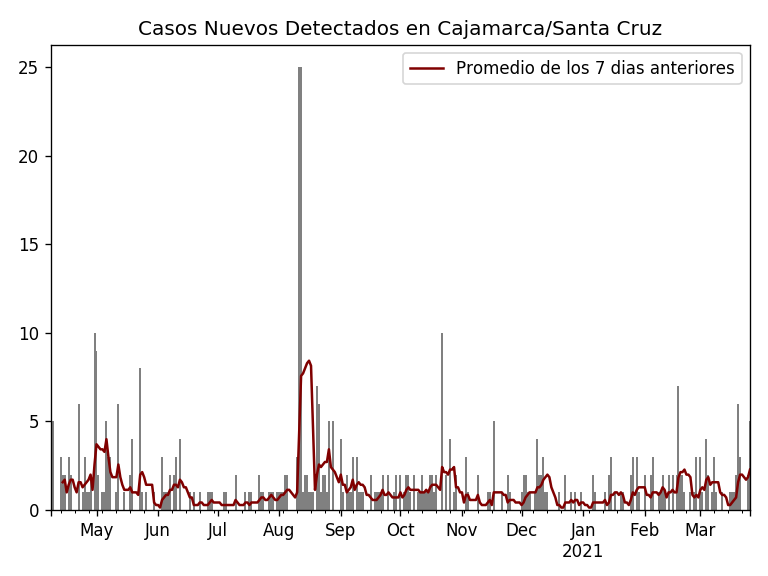 Casos Nuevos Detectados en Cajamarca/Santa Cruz
Promedio de los 7 dias anteriores
25
20
15
10
5
0
May Jun Jul Aug Sep Oct Nov Dec Jan Feb Mar
2021